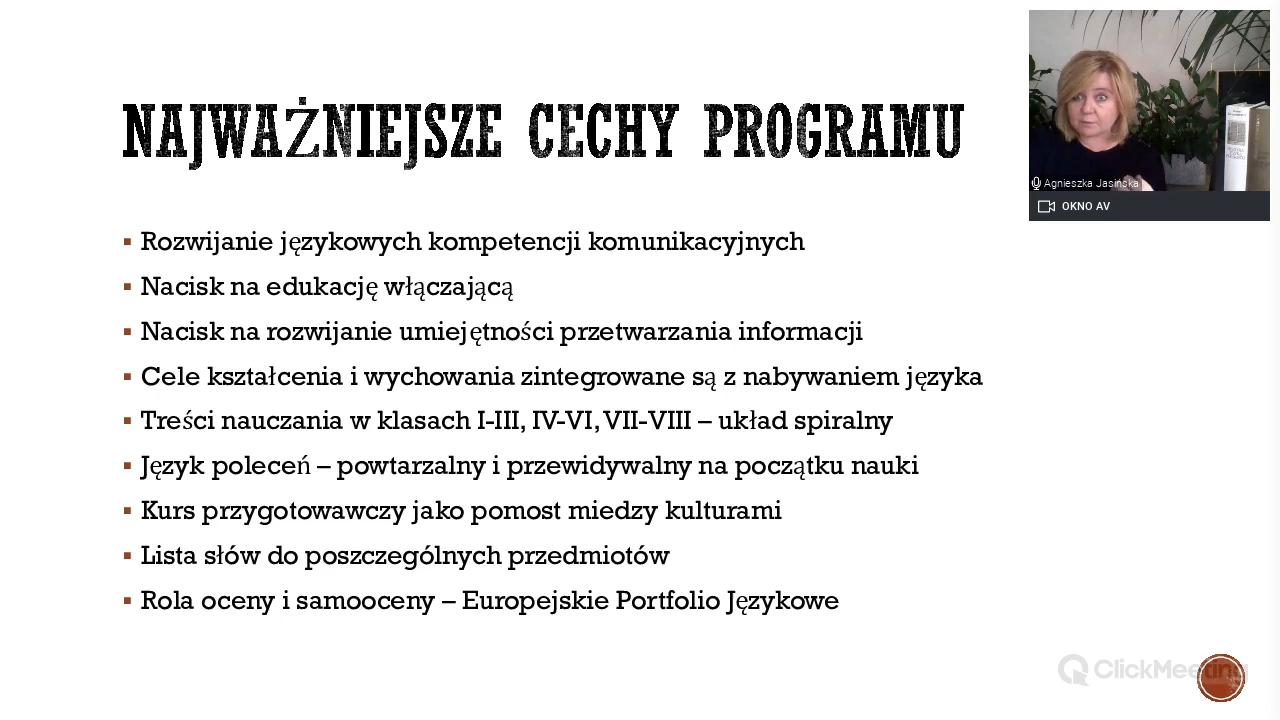 NAJWAŻNIEJSZE CECHY PROGRAMU
Rozwijanie językowych kompetencji komunikacyjnych
Nacisk na edukację włączającą
Nacisk na rozwijanie umiejętności przetwarzania informacji
Cele kształcenia i wychowania zintegrowane są z nabywaniem języka
Treści nauczania w klasach I-III, IV-VI, VII-VIII – układ spiralny
Język poleceń – powtarzalny i przewidywalny na początku nauki
Kurs przygotowawczy jako pomost miedzy kulturami
Lista słów do poszczególnych przedmiotów
Rola oceny i samooceny – Europejskie Portfolio Językowe
Agnieszka Jasińska
OKNO AV
ClickMeeting